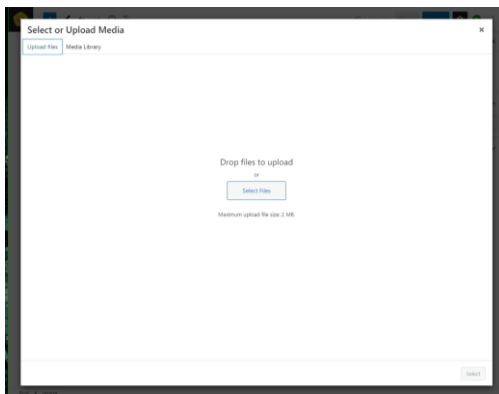 Select or Upload Media
×
Upload files Media Library
Drop files to upload
or
Select Files
Maximum upload file size: 2 MB.
Select